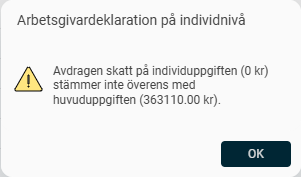 Arbetsgivardeklaration på individnivå
Avdragen skatt på individuppgiften (0 kr)
stämmer inte överens med
huvuduppgiften (363110.00 kr).
OK